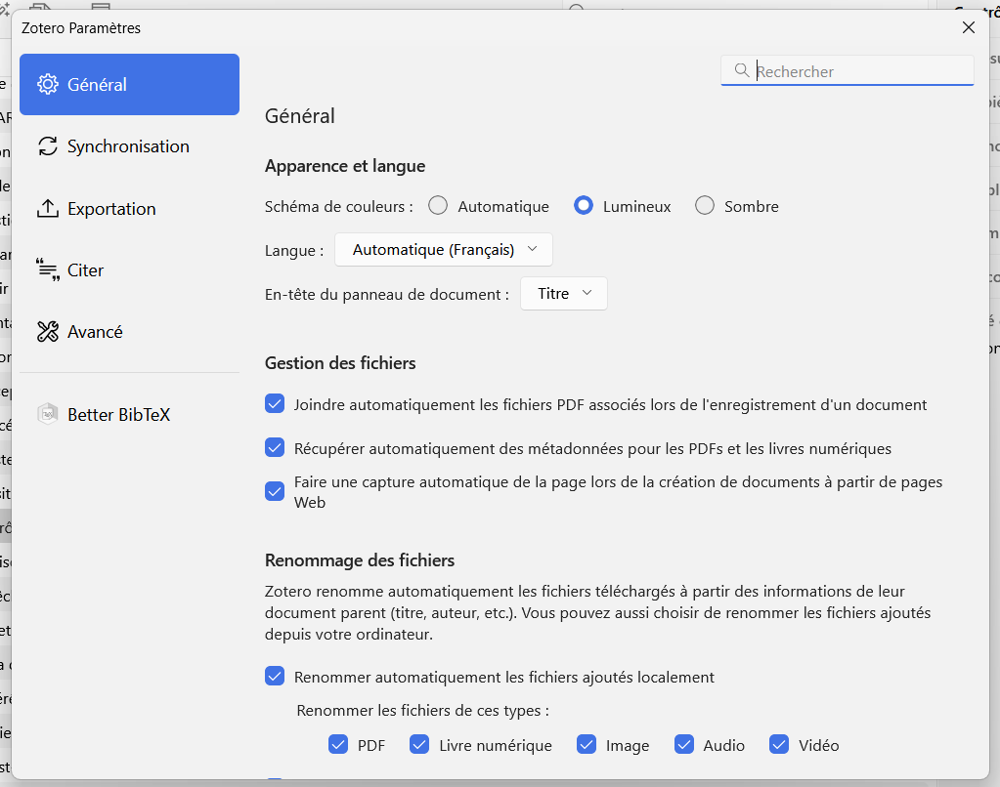 Zotero Paramètres
Général
Synchronisation
Exportation
Citer
Avancé
Better BibTeX
Rechercher
Général
Apparence et langue
Schéma de couleurs : Automatique Lumineux Sombre
Langue : Automatique (Français)
En-tête du panneau de document : Titre
Gestion des fichiers
Joindre automatiquement les fichiers PDF associés lors de l'enregistrement d'un document
Récupérer automatiquement des métadonnées pour les PDFs et les livres numériques
Faire une capture automatique de la page lors de la création de documents à partir de pages
Web
Renommage des fichiers
Zotero renomme automatiquement les fichiers téléchargés à partir des informations de leur
document parent (titre, auteur, etc.). Vous pouvez aussi choisir de renommer les fichiers ajoutés
depuis votre ordinateur.
Renommer automatiquement les fichiers ajoutés localement
Renommer les fichiers de ces types :
PDF Livre numérique Image Audio Vidéo